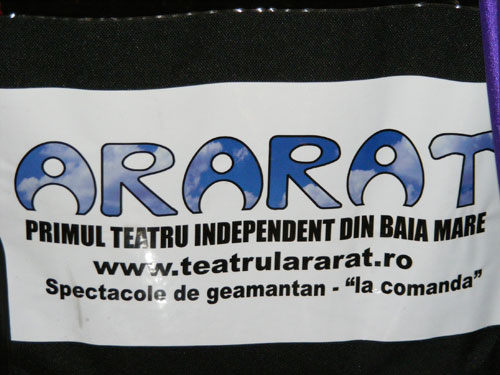 ARARAT
PRIMUL TEATRU INDEPENDENT DIN BAIA MARE
www.teatrulararat.ro
Spectacole de geamantan - "la comanda"